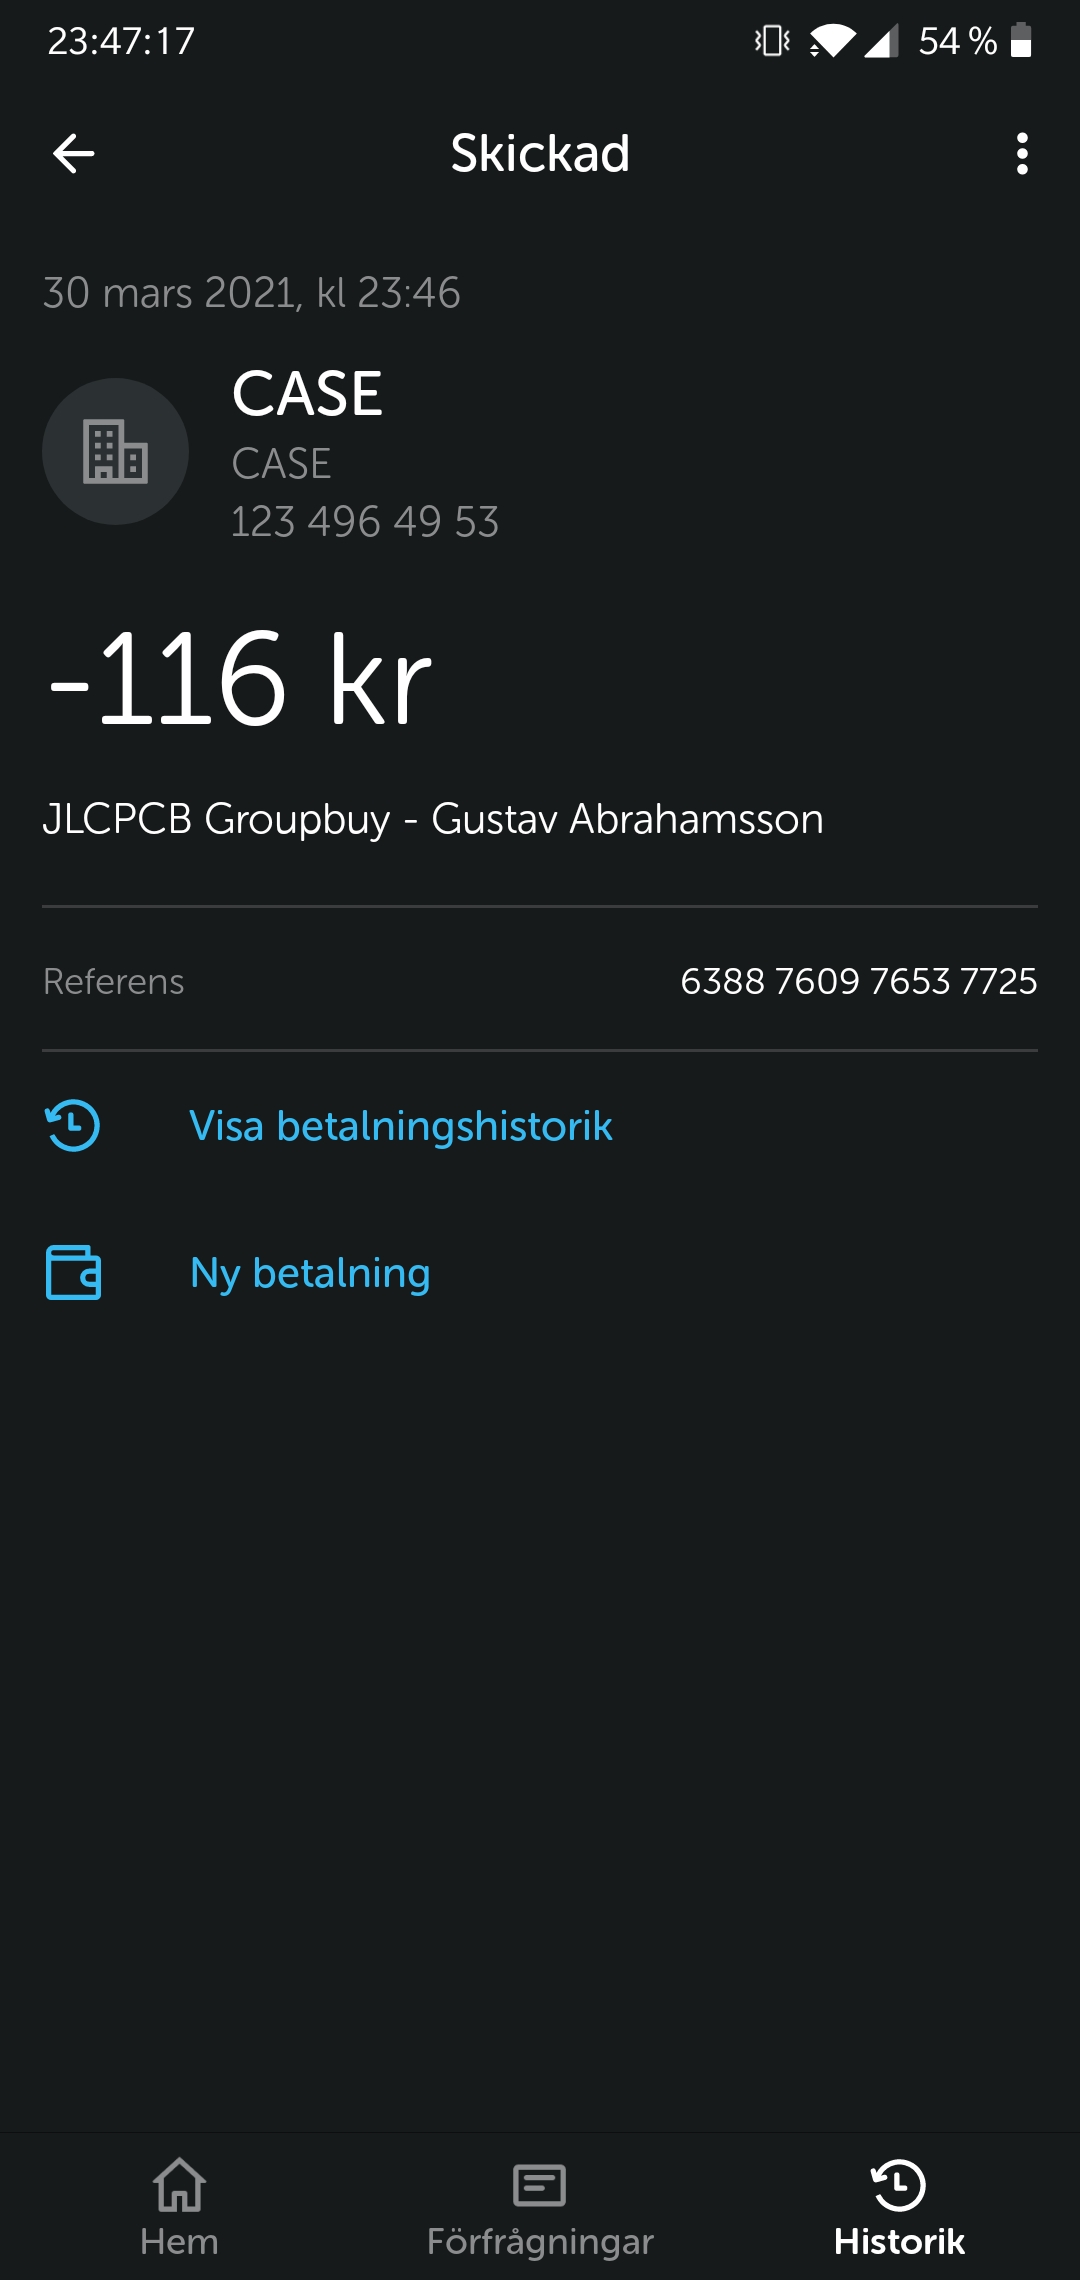 23:47:17 54 %
Skickad
30 mars 2021, kl 23:46
CASE
CASE
123 496 49 53
-116 kr
JLCPCB Groupbuy - Gustav Abrahamsson
Referens 6388 7609 7653 7725
Visa betalningshistorik
Ny betalning
Hem Förfrågningar Historik